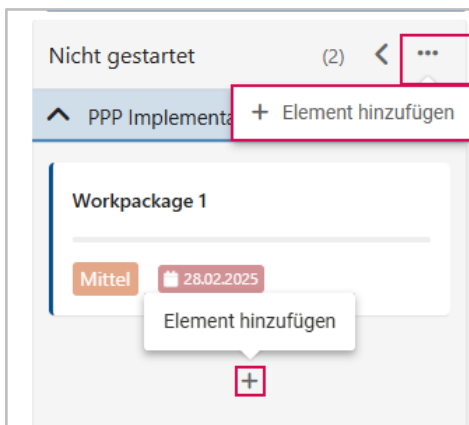 Nicht gestartet (2) ...
PPP Implementa + Element hinzufügen
Workpackage 1
Mittel 28.02.2025
Element hinzufügen
+